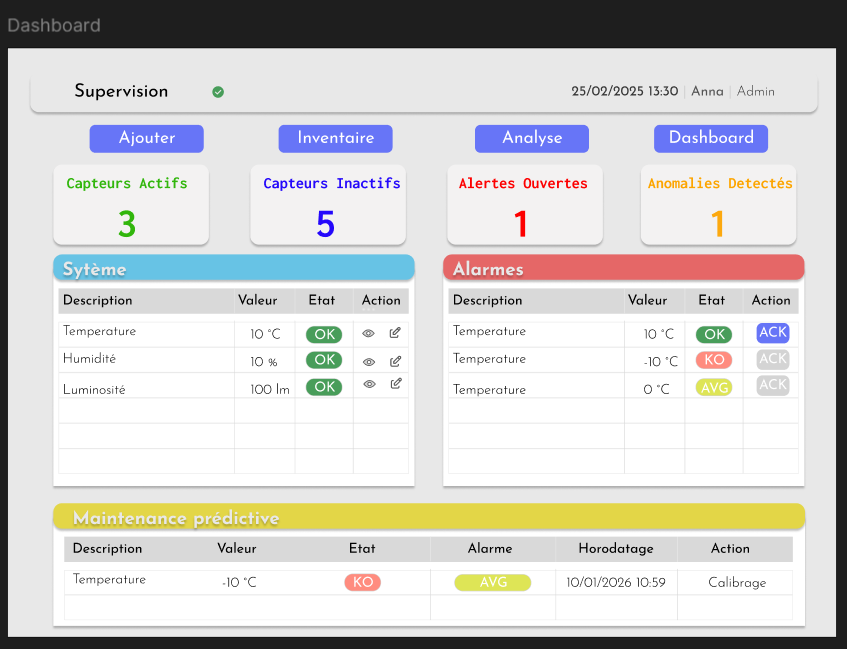 Dashboard
Supervision 25/02/2025 13:30 | Anna | Admin
Ajouter Inventaire Analyse Dashboard
Capteurs Actifs Capteurs Inactifs Alertes Ouvertes Anomalies Detectés
3 5 1 1
Sytème
Description Valeur Etat Action
Temperature 10 °C OK
Humidité 10 % OK
Luminosité 100 lm OK
Alarmes
Description Valeur Etat Action
Temperature 10 °C OK ACK
Temperature -10 °C KO ACK
Temperature 0 °C AVG ACK
Maintenance prédictive
Description Valeur Etat Alarme Horodatage Action
Temperature -10 °C KO AVG 10/01/2026 10:59 Calibrage